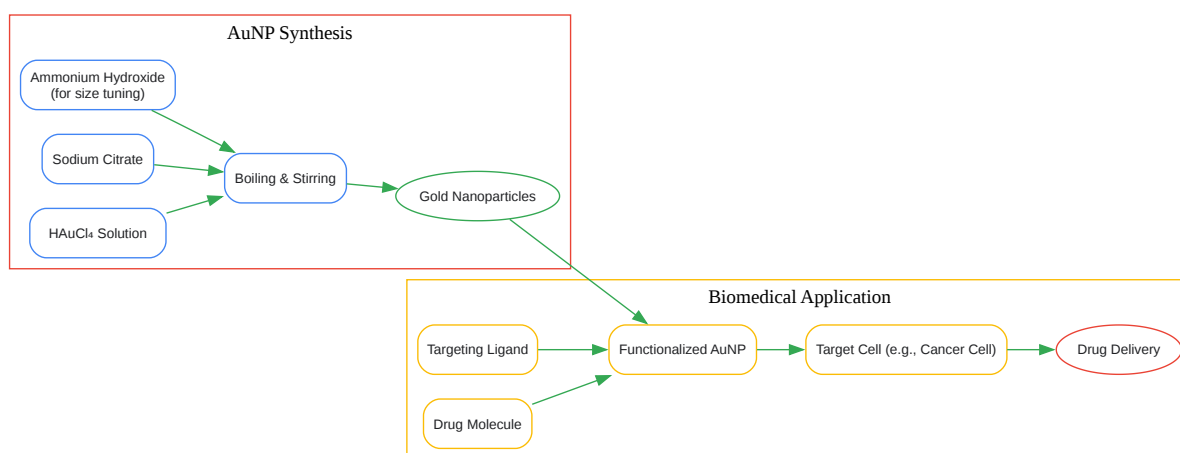 AuNP Synthesis
Ammonium Hydroxide
(for size tuning)
Sodium Citrate
Boiling & Stirring
Gold Nanoparticles
HAuCl₄ Solution
Biomedical Application
Targeting Ligand
Functionalized AuNP
Target Cell (e.g., Cancer Cell)
Drug Delivery
Drug Molecule